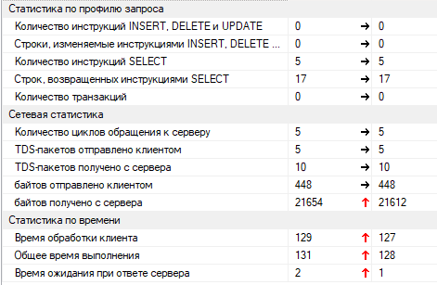 Статистика по профилю запроса
Количество инструкций INSERT, DELETE и UPDATE 0 → 0
Строки, изменяемые инструкциями INSERT, DELETE ... 0 → 0
Количество инструкций SELECT 5 → 5
Строк, возвращенных инструкциями SELECT 17 → 17
Количество транзакций 0 → 0
Сетевая статистика
Количество циклов обращения к серверу 5 → 5
TDS-пакетов отправлено клиентом 5 → 5
TDS-пакетов получено с сервера 10 → 10
байтов отправлено клиентом 448 → 448
байтов получено с сервера 21654 ↑ 21612
Статистика по времени
Время обработки клиента 129 ↑ 127
Общее время выполнения 131 ↑ 128
Время ожидания при ответе сервера 2 ↑ 1